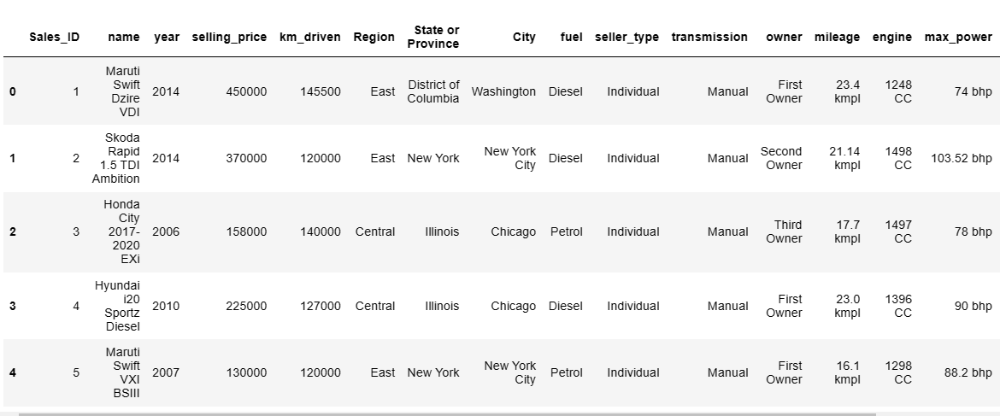 Sales_ID name year selling_price km_driven Region State or Province City fuel seller_type transmission owner mileage engine max_power
0 1 Maruti Swift Dzire VDI 2014 450000 145500 East District of Columbia Washington Diesel Individual Manual First Owner 23.4 kmpl 1248 CC 74 bhp
1 2 Skoda Rapid 1.5 TDI Ambition 2014 370000 120000 East New York New York City Diesel Individual Manual Second Owner 21.14 kmpl 1498 CC 103.52 bhp
2 3 Honda City 2017-2020 EXi 2006 158000 140000 Central Illinois Chicago Petrol Individual Manual Third Owner 17.7 kmpl 1497 CC 78 bhp
3 4 Hyundai i20 Sportz Diesel 2010 225000 127000 Central Illinois Chicago Diesel Individual Manual First Owner 23.0 kmpl 1396 CC 90 bhp
4 5 Maruti Swift VXI BSIII 2007 130000 120000 East New York New York City Petrol Individual Manual First Owner 16.1 kmpl 1298 CC 88.2 bhp